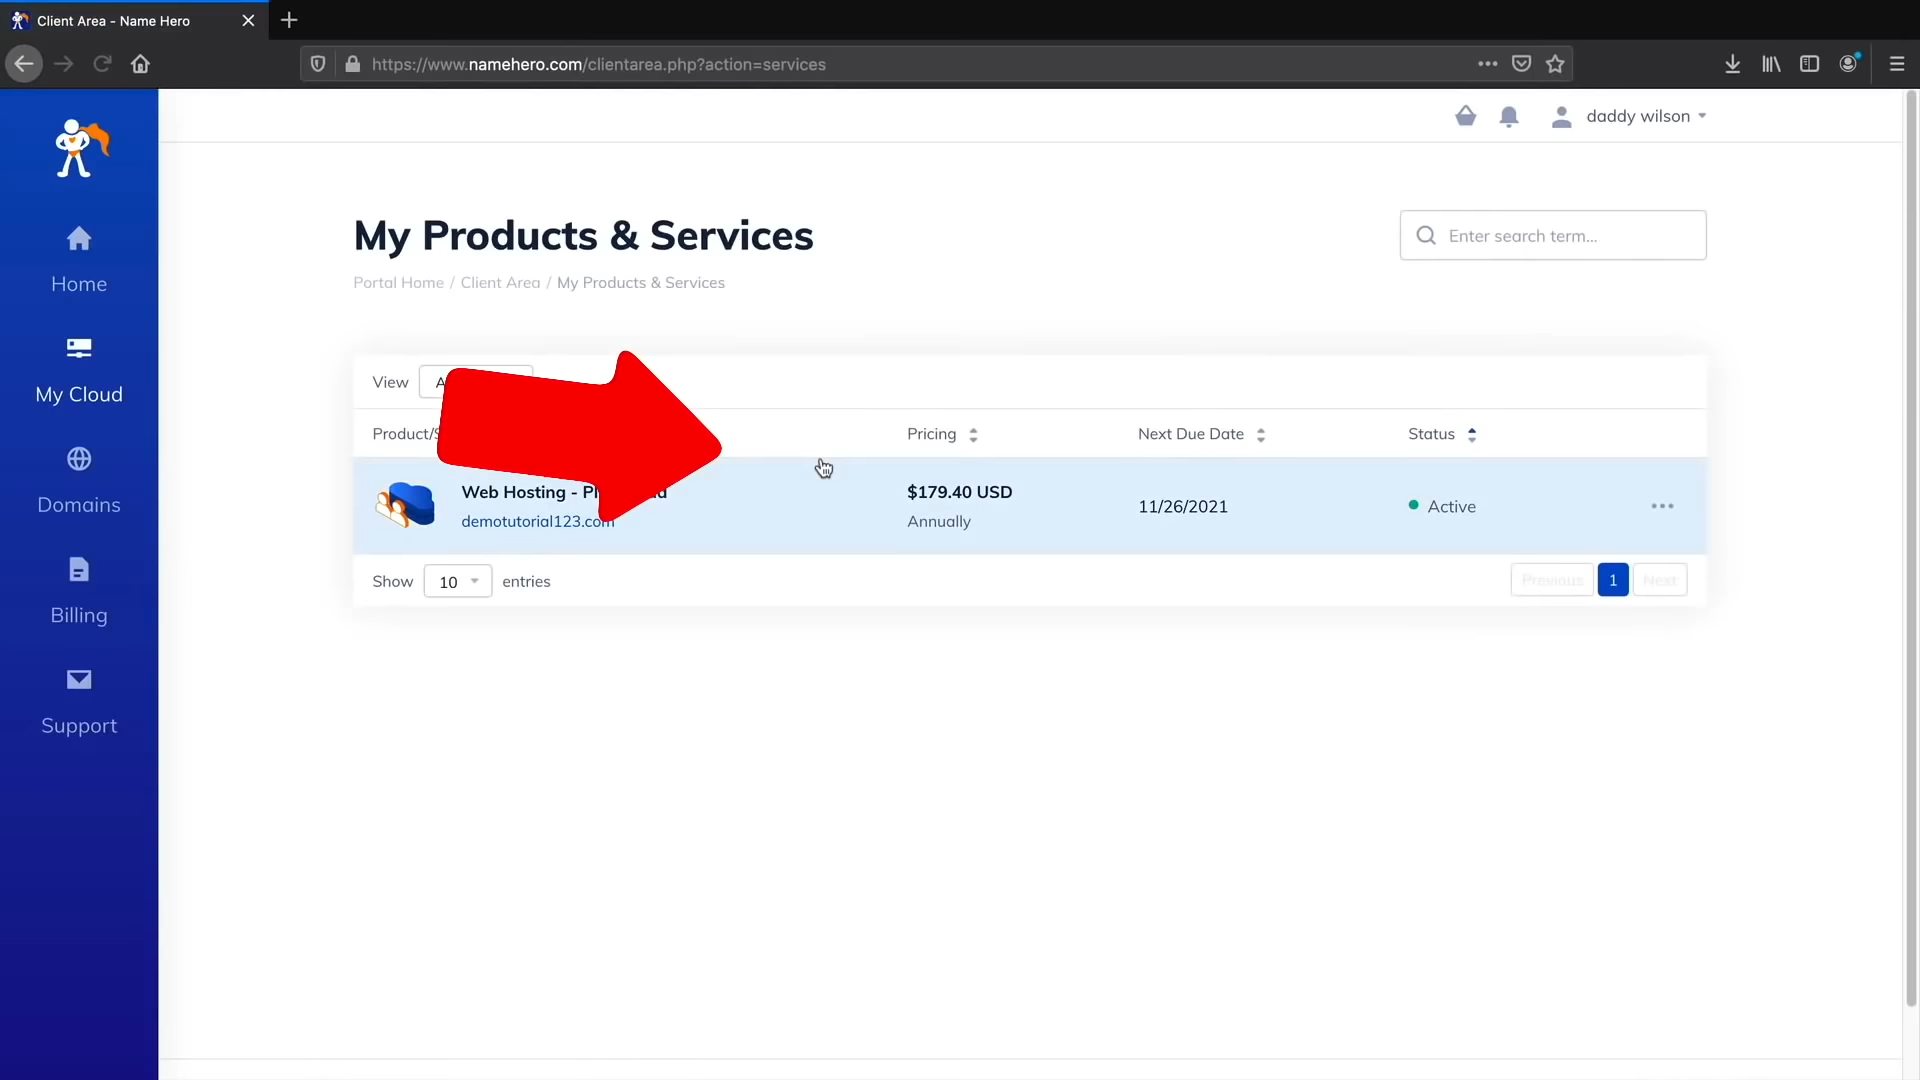 Client Area - Name Hero
https://www.namehero.com/clientarea.php?action=services
daddy wilson
Home
My Cloud
Domains
Billing
Support
My Products & Services
Enter search term...
Portal Home / Client Area / My Products & Services
View
Pricing
Next Due Date
Status
Web Hosting -
demotutorial123.com
$179.40 USD
Annually
11/26/2021
Active
Show 10 entries
Previous 1 Next